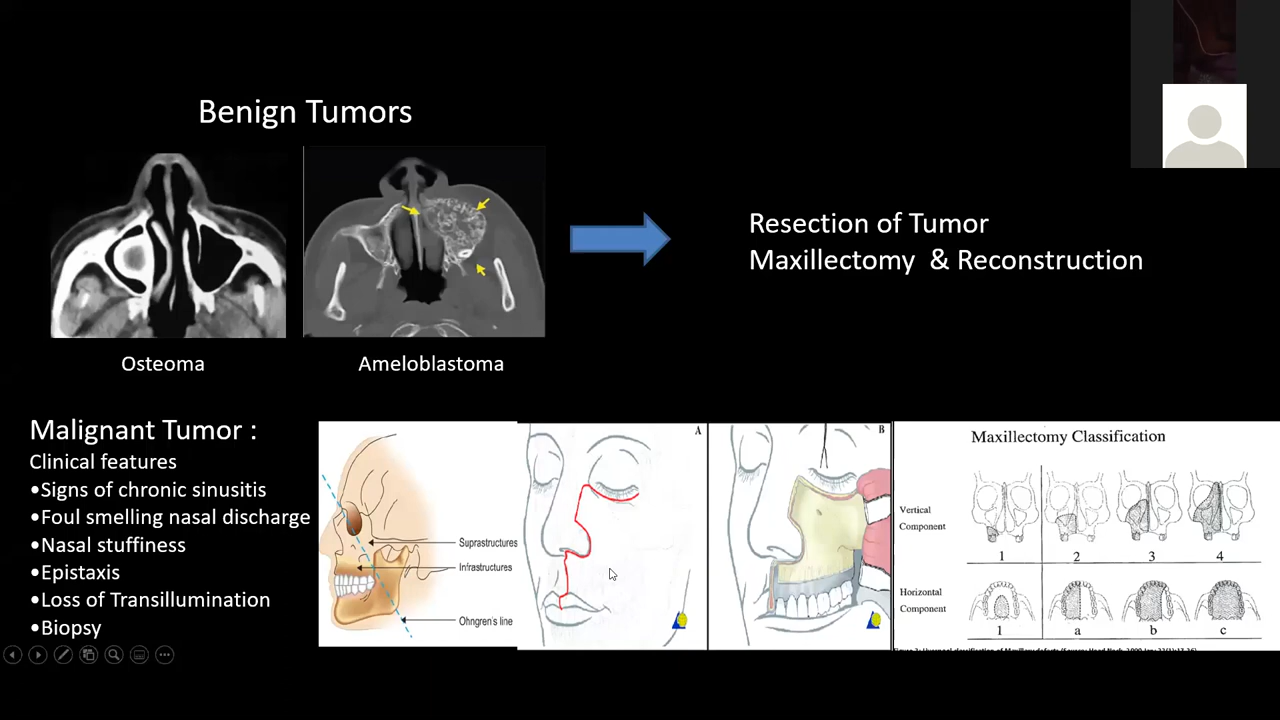 Benign Tumors
Osteoma
Ameloblastoma
Resection of Tumor
Maxillectomy & Reconstruction
Malignant Tumor :
Clinical features
•Signs of chronic sinusitis
•Foul smelling nasal discharge
•Nasal stuffiness
•Epistaxis
•Loss of Transillumination
•Biopsy
Suprastructures
Infrastructures
Ohngren's line
A
B
Maxillectomy Classification
Vertical
Component
1 2 3 4
Horizontal
Component
1 a b c